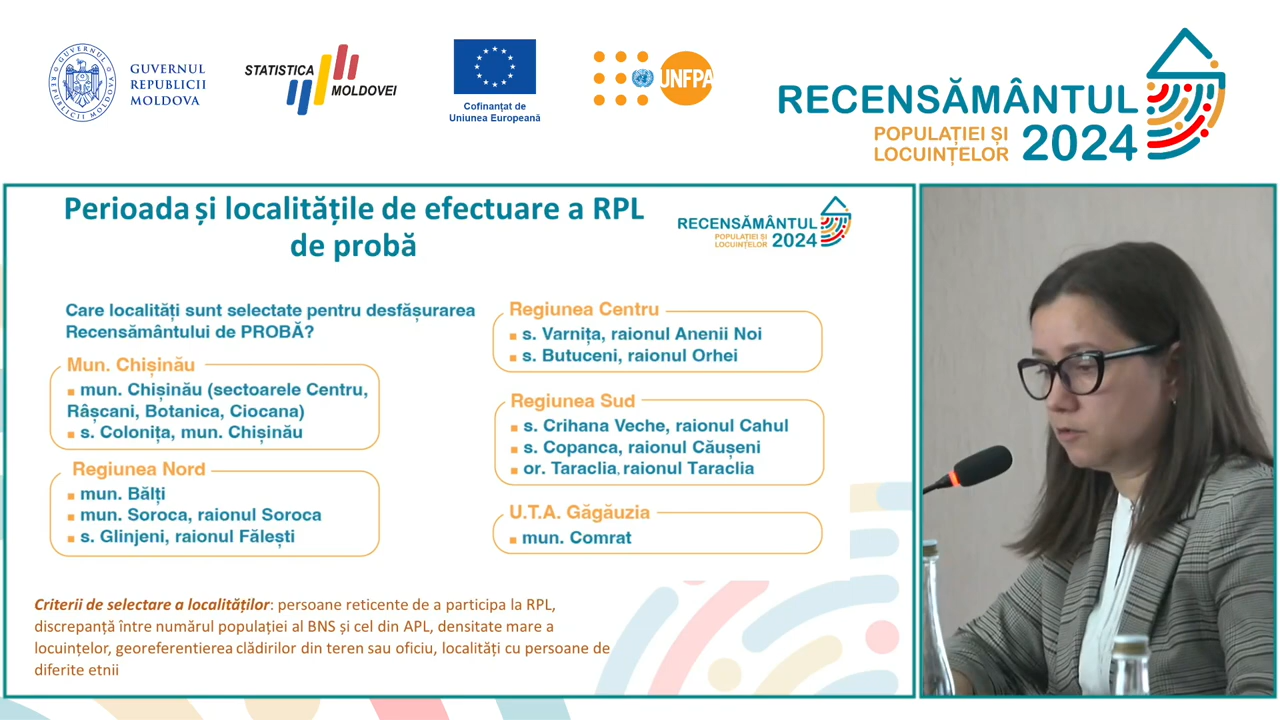 GUVERNUL
REPUBLICII
MOLDOVA
STATISTICA
MOLDOVEI
Cofinanțat de
Uniunea Europeană
UNFPA
RECENSĂMÂNTUL
POPULAȚIEI ȘI
LOCUINȚELOR
2024
Perioada și localitățile de efectuare a RPL
de probă
RECENSĂMÂNTUL
POPULAȚIEI ȘI
LOCUINȚELOR
2024
Care localități sunt selectate pentru desfășurarea
Recensământului de PROBĂ?
Mun. Chișinău
▪ mun. Chișinău (sectoarele Centru,
Râșcani, Botanica, Ciocana)
▪ s. Colonița, mun. Chișinău
Regiunea Nord
▪ mun. Bălți
▪ mun. Soroca, raionul Soroca
▪ s. Glinjeni, raionul Fălești
Regiunea Centru
▪ s. Varnița, raionul Anenii Noi
▪ s. Butuceni, raionul Orhei
Regiunea Sud
▪ s. Crihana Veche, raionul Cahul
▪ s. Copanca, raionul Căușeni
▪ or. Taraclia, raionul Taraclia
U.T.A. Găgăuzia
▪ mun. Comrat
Criterii de selectare a localităților: persoane reticente de a participa la RPL,
discrepanță între numărul populației al BNS și cel din APL, densitate mare a
locuințelor, georeferentierea clădirilor din teren sau oficiu, localități cu persoane de
diferite etnii